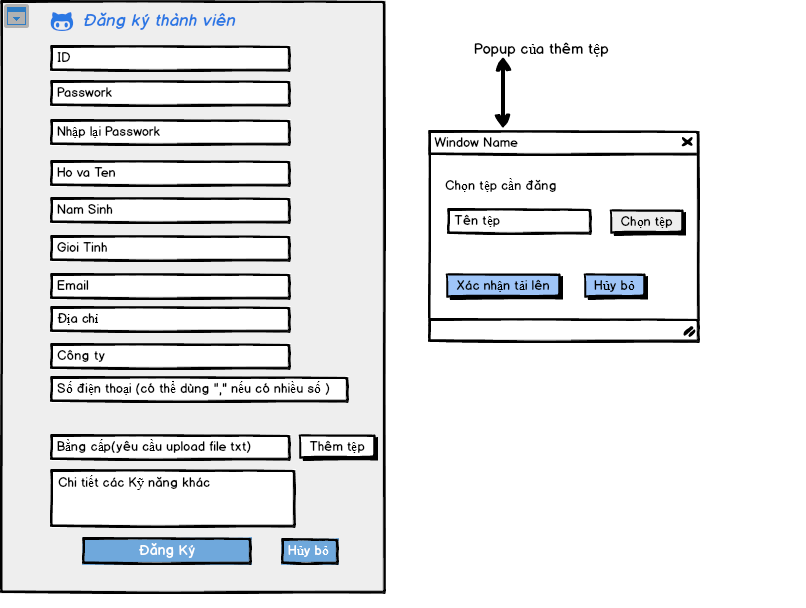 Đăng ký thành viên
ID
Passwork
Nhập lại Passwork
Ho va Ten
Nam Sinh
Gioi Tinh
Email
Địa chỉ
Công ty
Số điện thoại (có thể dùng "," nếu có nhiều số )
Bằng cấp(yêu cầu upload file txt)
Thêm tệp
Chi tiết các Kỹ năng khác
Đăng Ký
Hủy bỏ
Popup của thêm tệp
Window Name
Chọn tệp cần đăng
Tên tệp
Chọn tệp
Xác nhận tải lên
Hủy bỏ